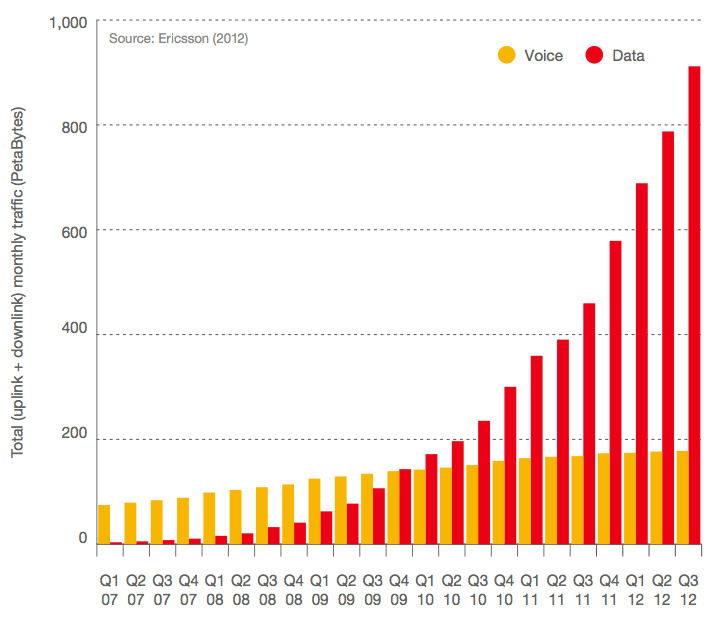 1,000
Source: Ericsson (2012)
Voice
Data
800
600
400
200
0
Total (uplink + downlink) monthly traffic (PetaBytes)
Q1 Q2 Q3 Q4 Q1 Q2 Q3 Q4 Q1 Q2 Q3 Q4 Q1 Q2 Q3 Q4 Q1 Q2 Q3 Q4 Q1 Q2 Q3
07 07 07 07 08 08 08 08 09 09 09 09 10 10 10 10 11 11 11 11 12 12 12